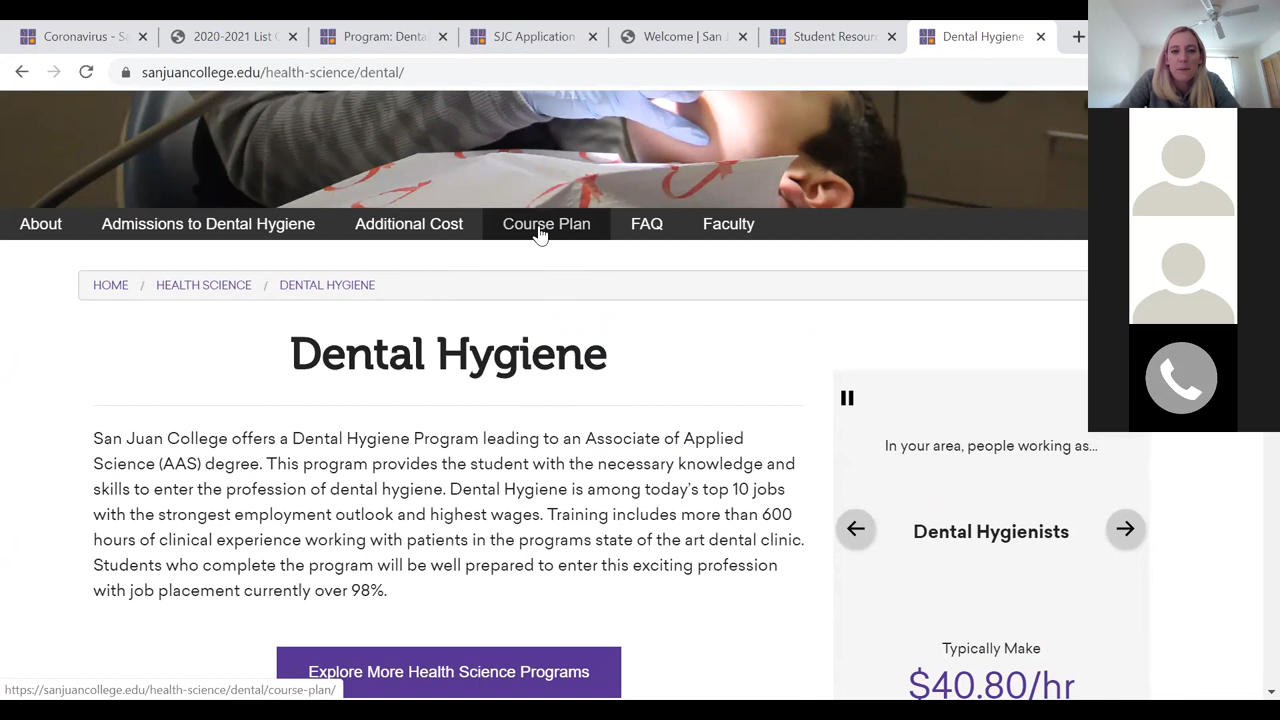 Coronavirus - Sa
2020-2021 List C
Program: Denta
SJC Application
Welcome | San J
Student Resourc
Dental Hygiene
sanjuancollege.edu/health-science/dental/
About
Admissions to Dental Hygiene
Additional Cost
Course Plan
FAQ
Faculty
HOME / HEALTH SCIENCE / DENTAL HYGIENE
Dental Hygiene
San Juan College offers a Dental Hygiene Program leading to an Associate of Applied
Science (AAS) degree. This program provides the student with the necessary knowledge and
skills to enter the profession of dental hygiene. Dental Hygiene is among today's top 10 jobs
with the strongest employment outlook and highest wages. Training includes more than 600
hours of clinical experience working with patients in the programs state of the art dental clinic.
Students who complete the program will be well prepared to enter this exciting profession
with job placement currently over 98%.
Explore More Health Science Programs
In your area, people working as...
Dental Hygienists
Typically Make
$40.80/hr
https://sanjuancollege.edu/health-science/dental/course-plan/